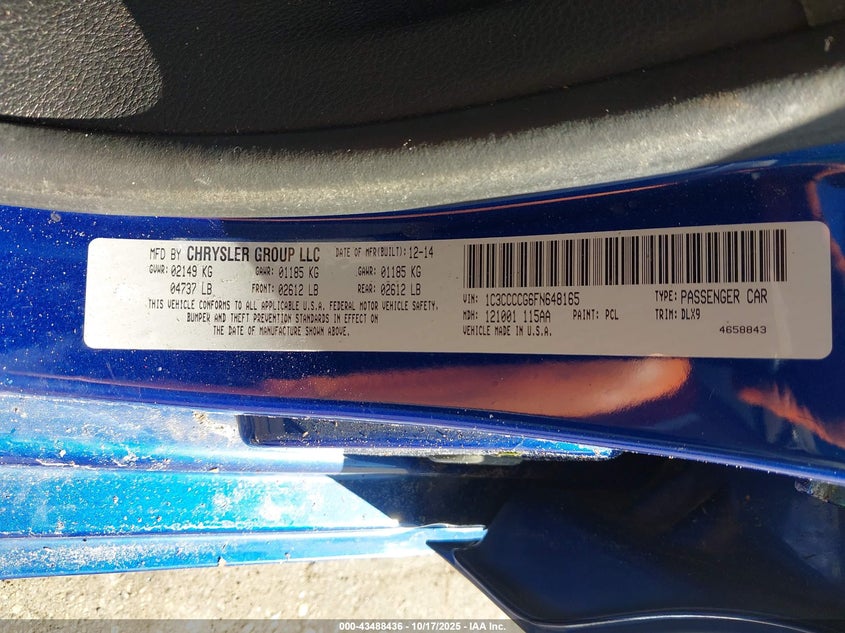 MFD BY CHRYSLER GROUP LLC DATE OF MFR(BUILT): 12-14
GVWR: 02149 KG GAWR: 01185 KG GAWR: 01185 KG
04737 LB FRONT: 02612 LB REAR: 02612 LB
THIS VEHICLE CONFORMS TO ALL APPLICABLE U.S.A. FEDERAL MOTOR VEHICLE SAFETY,
BUMPER AND THEFT PREVENTION STANDARDS IN EFFECT ON
THE DATE OF MANUFACTURE SHOWN ABOVE.
VIN: 1C3CCCCG6FN648165 TYPE: PASSENGER CAR
MDH: 121001 115AA PAINT: PCL TRIM: DLX9
VEHICLE MADE IN U.S.A. 4658843
000-43488436 - 10/17/2025 - IAA Inc.